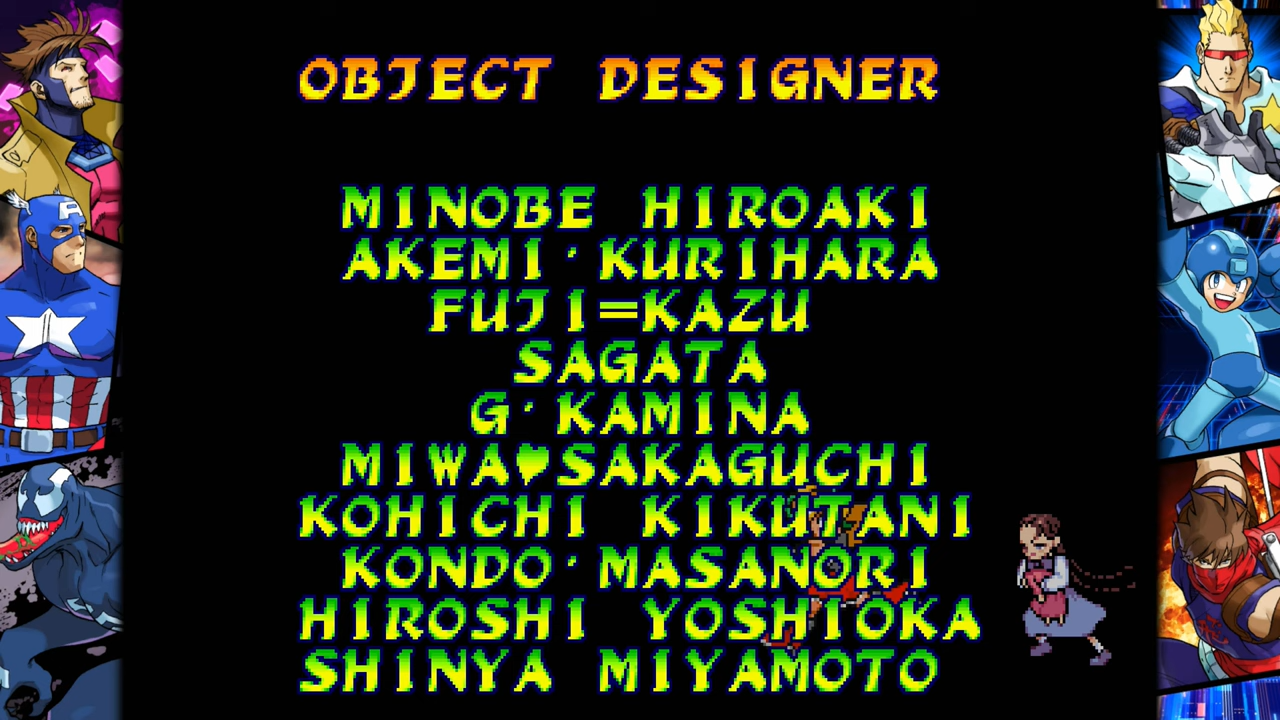 OBJECT DESIGNER
MINOBE HIROAKI
AKEMI・KURIHARA
FUJI=KAZU
SAGATA
G・KAMINA
MIWA♥SAKAGUCHI
KOHICHI KIKUTANI
KONDO・MASANORI
HIROSHI YOSHIOKA
SHINYA MIYAMOTO